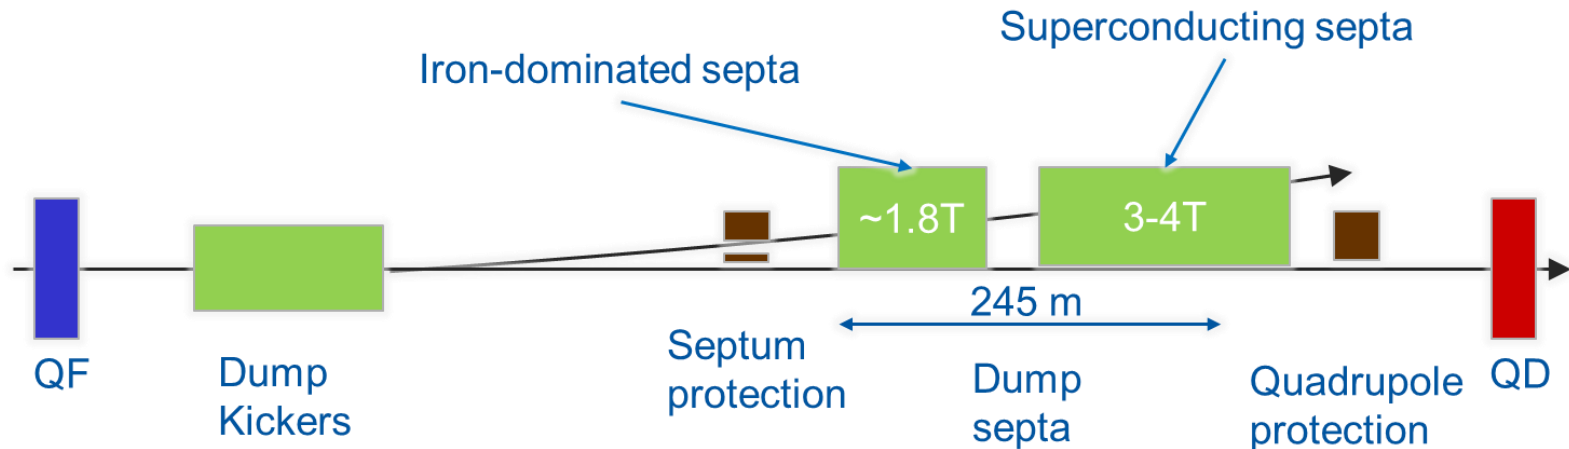 Superconducting septa
Iron-dominated septa
~1.8T
3-4T
245 m
QF
Dump
Kickers
Septum
protection
Dump
septa
Quadrupole
protection
QD